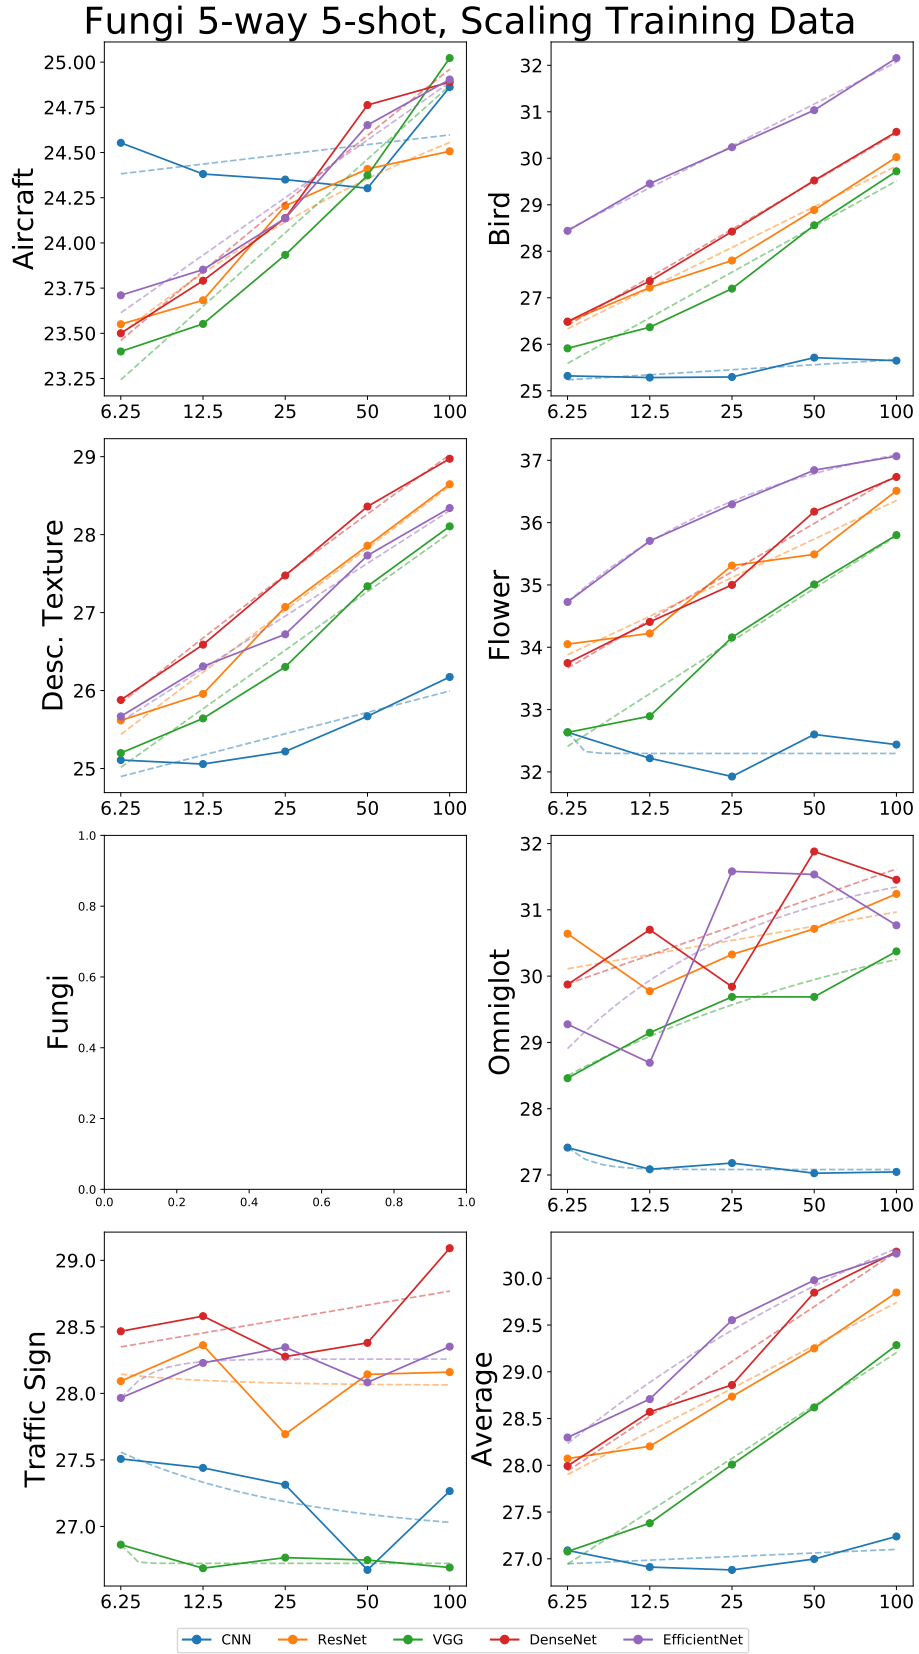 Fungi 5-way 5-shot, Scaling Training Data
Aircraft
25.00
24.75
24.50
24.25
24.00
23.75
23.50
23.25
6.25 12.5 25 50 100
Bird
32
31
30
29
28
27
26
25
6.25 12.5 25 50 100
Desc. Texture
29
28
27
26
25
6.25 12.5 25 50 100
Flower
37
36
35
34
33
32
6.25 12.5 25 50 100
Fungi
1.0
0.8
0.6
0.4
0.2
0.0
0.0 0.2 0.4 0.6 0.8 1.0
Omniglot
32
31
30
29
28
27
6.25 12.5 25 50 100
Traffic Sign
29.0
28.5
28.0
27.5
27.0
6.25 12.5 25 50 100
Average
30.0
29.5
29.0
28.5
28.0
27.5
27.0
6.25 12.5 25 50 100
CNN ResNet VGG DenseNet EfficientNet